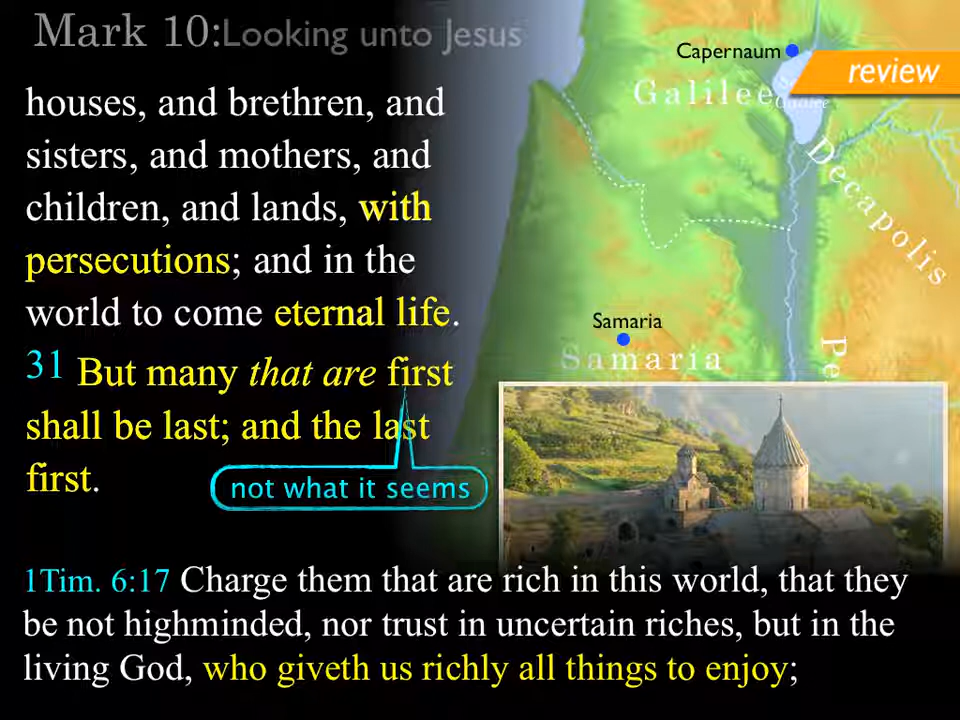 Mark 10:Looking unto Jesus
houses, and brethren, and
sisters, and mothers, and
children, and lands, with
persecutions; and in the
world to come eternal life.
31 But many that are first
shall be last; and the last
first.
not what it seems
1Tim. 6:17 Charge them that are rich in this world, that they
be not highminded, nor trust in uncertain riches, but in the
living God, who giveth us richly all things to enjoy;
review
Capernaum
Galilee
Galilee
Decapolis
Samaria
Samaria
Pe